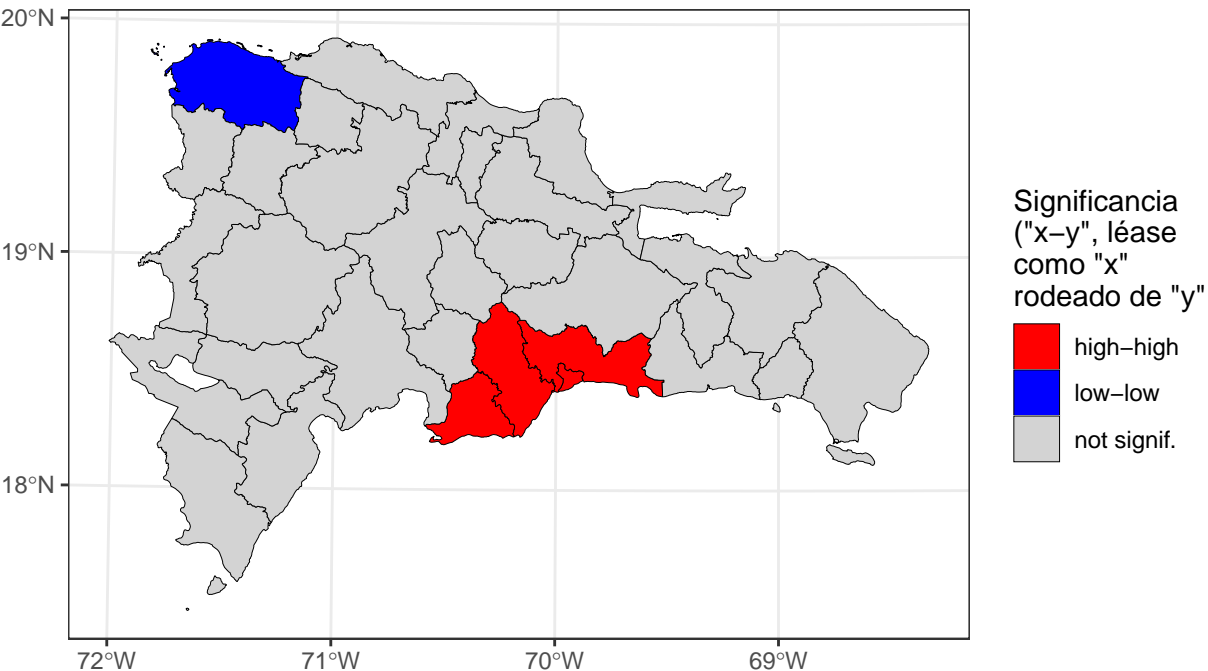 20°N
19°N
18°N
72°W
71°W
70°W
69°W
Significancia
("x−y", léase
como "x"
rodeado de "y"
high−high
low−low
not signif.